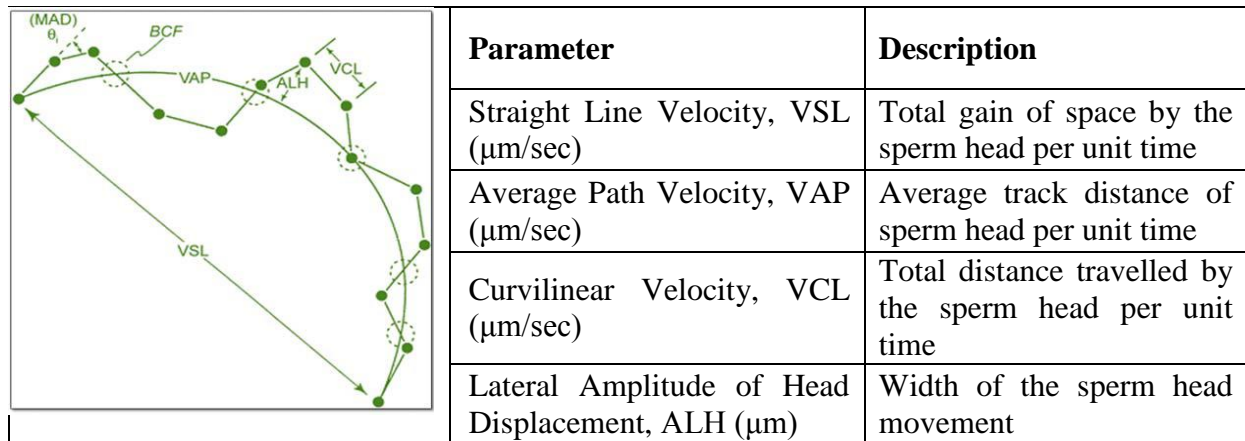 (MAD)
θi
BCF
VAP
ALH
VCL
VSL
Parameter
Description
Straight Line Velocity, VSL
(μm/sec)
Total gain of space by the
sperm head per unit time
Average Path Velocity, VAP
(μm/sec)
Average track distance of
sperm head per unit time
Curvilinear Velocity, VCL
(μm/sec)
Total distance travelled by
the sperm head per unit
time
Lateral Amplitude of Head
Displacement, ALH (μm)
Width of the sperm head
movement